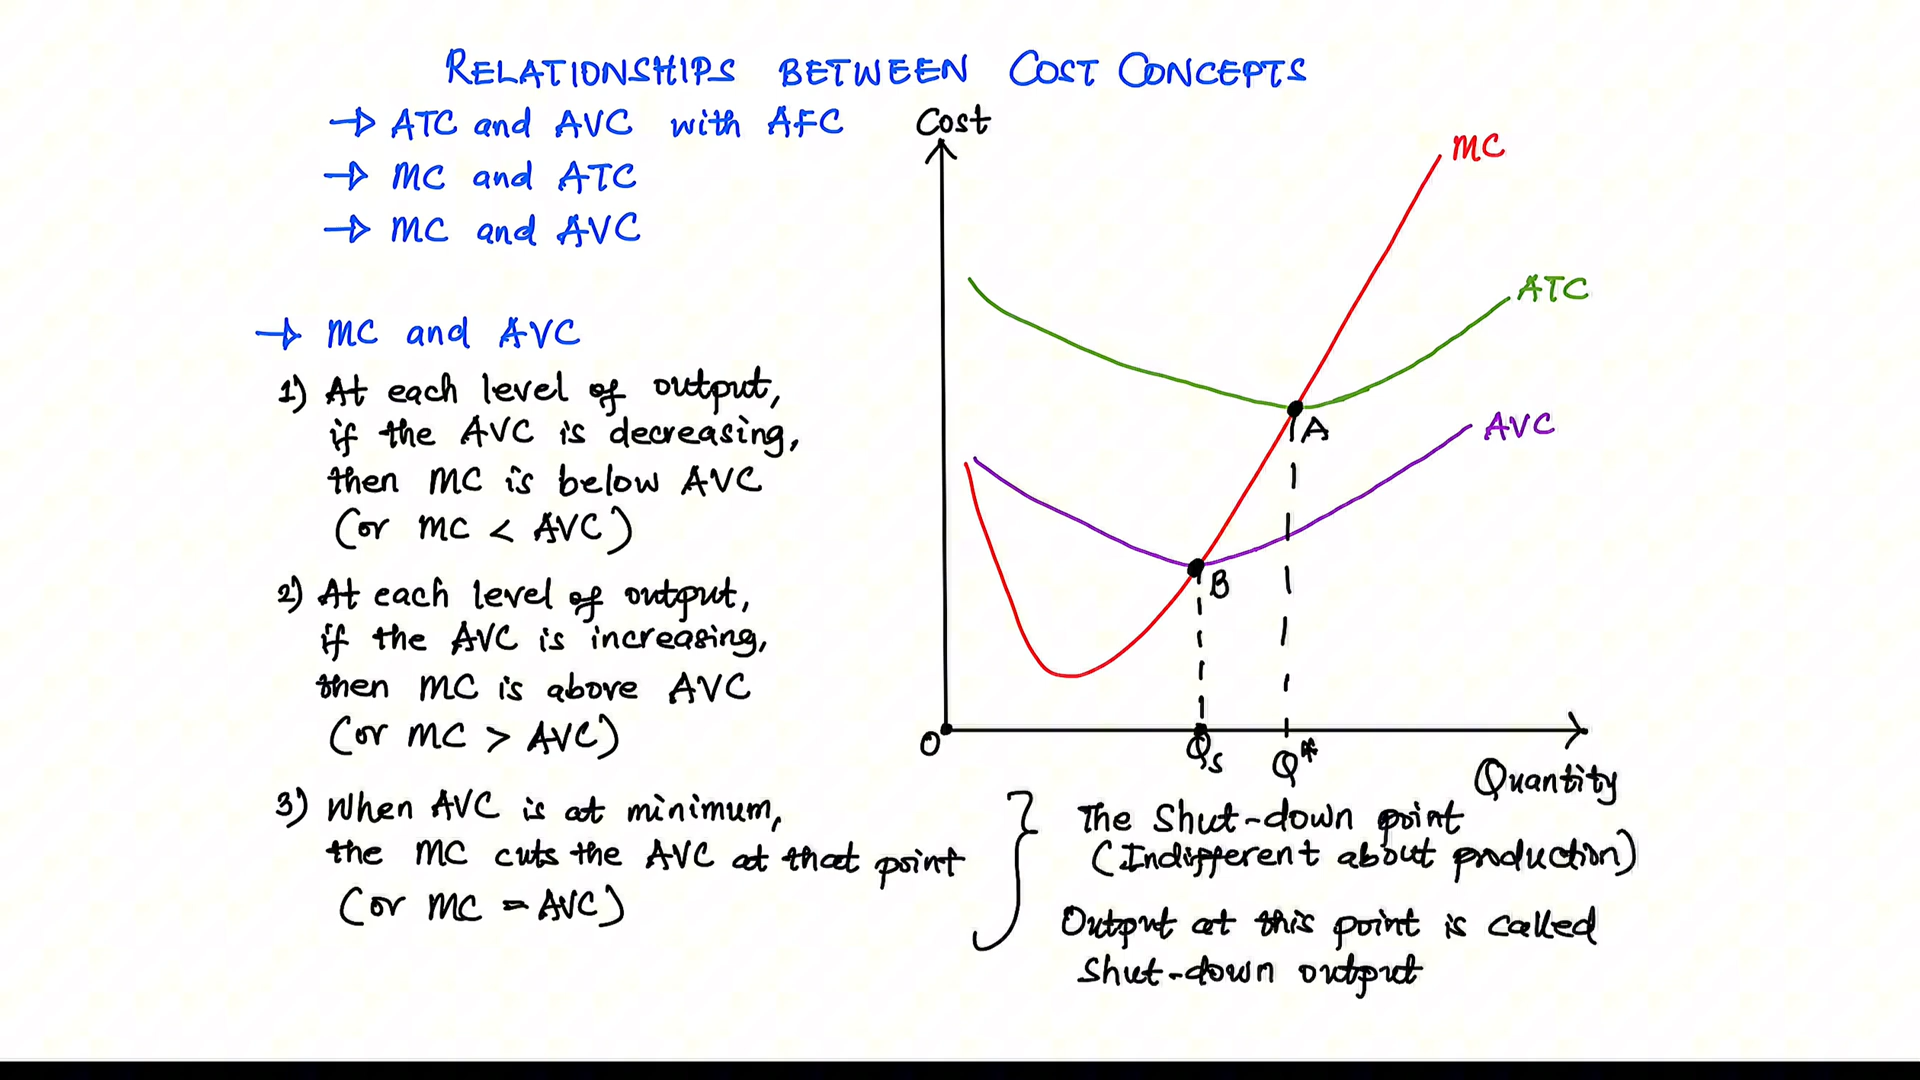 RELATIONSHIPS BETWEEN COST CONCEPTS
→ ATC and AVC with AFC
→ MC and ATC
→ MC and AVC
→ MC and AVC
1) At each level of output,
if the AVC is decreasing,
then MC is below AVC
(or MC < AVC)
2) At each level of output,
if the AVC is increasing,
then MC is above AVC
(or MC > AVC)
3) When AVC is at minimum,
the MC cuts the AVC at that point
(or MC = AVC)
Cost
MC
ATC
A
AVC
B
O
Qs
Q*
Quantity
The Shut-down point
(Indifferent about production)
Output at this point is called
Shut-down output